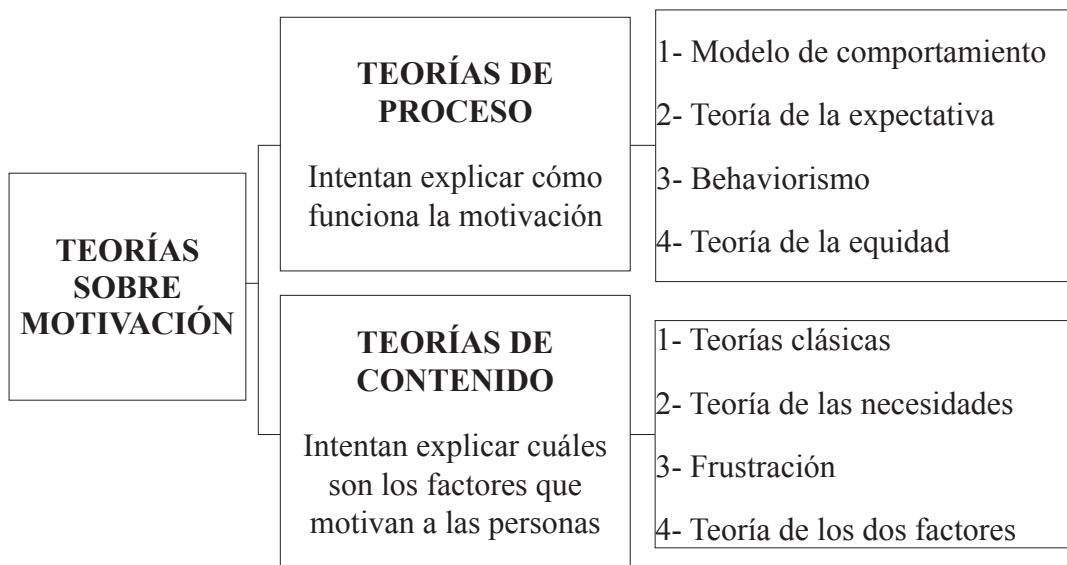 TEORÍAS
SOBRE
MOTIVACIÓN
TEORÍAS DE
PROCESO
Intentan explicar cómo
funciona la motivación
1- Modelo de comportamiento
2- Teoría de la expectativa
3- Behaviorismo
4- Teoría de la equidad
TEORÍAS DE
CONTENIDO
Intentan explicar cuáles
son los factores que
motivan a las personas
1- Teorías clásicas
2- Teoría de las necesidades
3- Frustración
4- Teoría de los dos factores